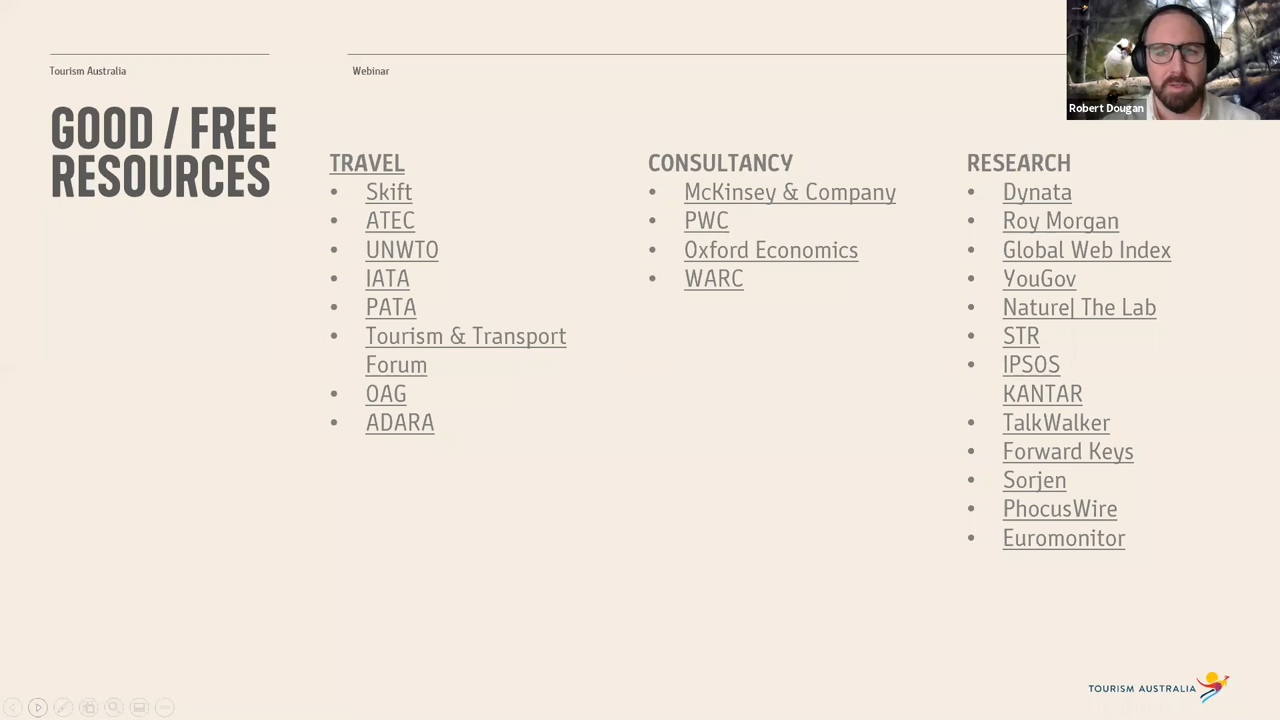 Tourism Australia
Webinar
Robert Dougan
GOOD / FREE
RESOURCES
TRAVEL
• Skift
• ATEC
• UNWTO
• IATA
• PATA
• Tourism & Transport
Forum
• OAG
• ADARA
CONSULTANCY
• McKinsey & Company
• PWC
• Oxford Economics
• WARC
RESEARCH
• Dynata
• Roy Morgan
• Global Web Index
• YouGov
• Nature| The Lab
• STR
• IPSOS
KANTAR
• TalkWalker
• Forward Keys
• Sorjen
• PhocusWire
• Euromonitor
TOURISM AUSTRALIA